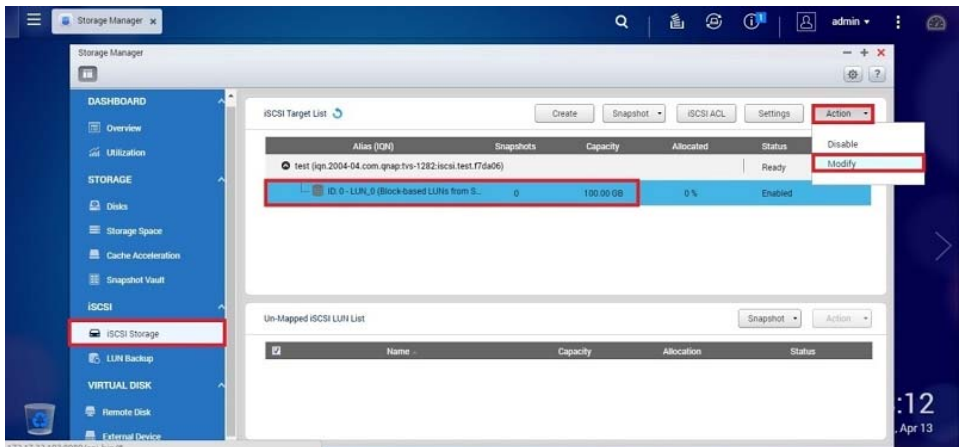 Storage Manager
admin
Storage Manager
DASHBOARD
Overview
Utilization
STORAGE
Disks
Storage Space
Cache Acceleration
Snapshot Vault
iSCSI
iSCSI Storage
LUN Backup
VIRTUAL DISK
Remote Disk
External Device
iSCSI Target List
Create
Snapshot
iSCSI ACL
Settings
Action
Disable
Modify
Alias (IQN) Snapshots Capacity Allocated Status
test (iqn.2004-04.com.qnap:tvs-1282:iscsi.test.f7da06) Ready
ID: 0 - LUN_0 (Block-based LUNs from S... 0 100.00 GB 0 % Enabled
Un-Mapped iSCSI LUN List
Snapshot
Action
Name Capacity Allocation Status
:12
, Apr 13